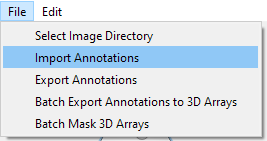 File Edit
Select Image Directory
Import Annotations
Export Annotations
Batch Export Annotations to 3D Arrays
Batch Mask 3D Arrays